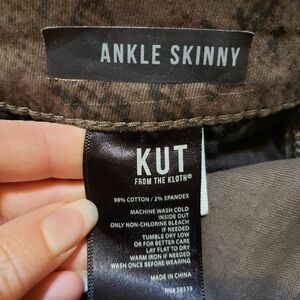 ANKLE SKINNY
KUT
FROM THE KLOTH®
98% COTTON / 2% SPANDEX
MACHINE WASH COLD
INSIDE OUT
ONLY NON-CHLORINE BLEACH
IF NEEDED
TUMBLE DRY LOW
OR FOR BETTER CARE
LAY FLAT TO DRY
WARM IRON IF NEEDED
WASH ONCE BEFORE WEARING
MADE IN CHINA